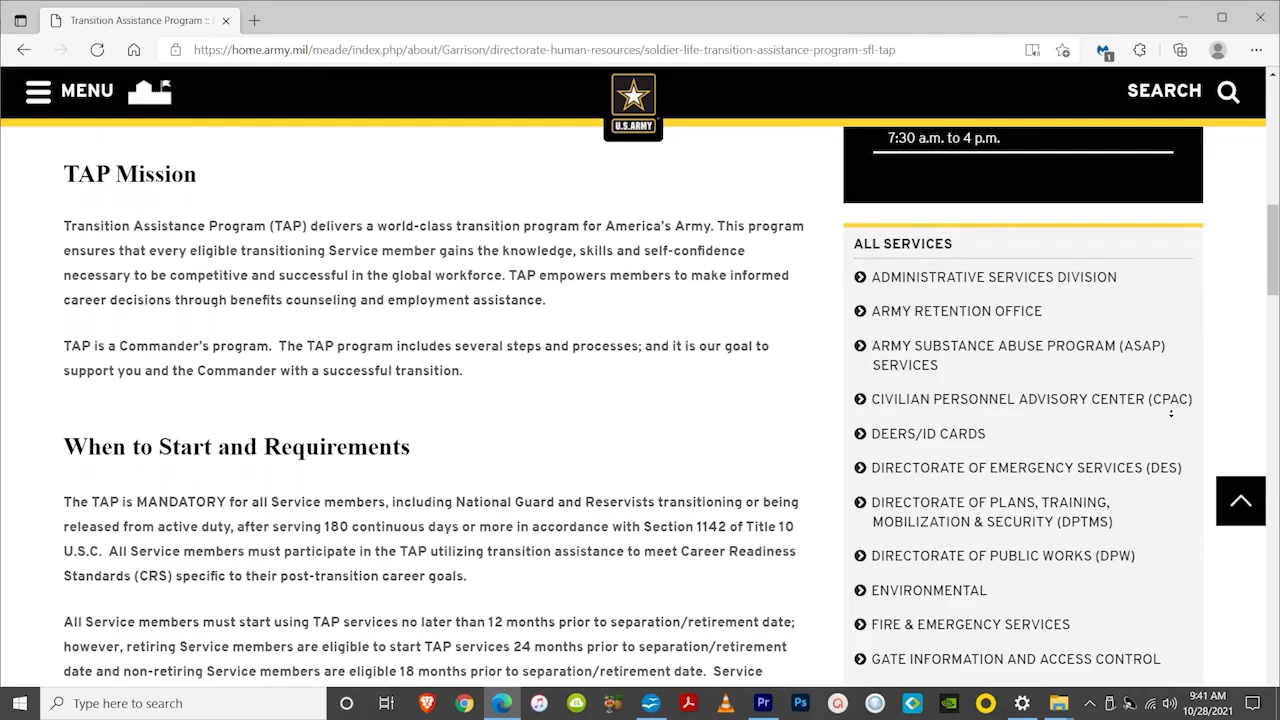 Transition Assistance Program ::
https://home.army.mil/meade/index.php/about/Garrison/directorate-human-resources/soldier-life-transition-assistance-program-sfl-tap
1
MENU
U.S.ARMY
SEARCH
TAP Mission
Transition Assistance Program (TAP) delivers a world-class transition program for America's Army. This program
ensures that every eligible transitioning Service member gains the knowledge, skills and self-confidence
necessary to be competitive and successful in the global workforce. TAP empowers members to make informed
career decisions through benefits counseling and employment assistance.
TAP is a Commander's program.  The TAP program includes several steps and processes; and it is our goal to
support you and the Commander with a successful transition.
When to Start and Requirements
The TAP is MANDATORY for all Service members, including National Guard and Reservists transitioning or being
released from active duty, after serving 180 continuous days or more in accordance with Section 1142 of Title 10
U.S.C.  All Service members must participate in the TAP utilizing transition assistance to meet Career Readiness
Standards (CRS) specific to their post-transition career goals.
All Service members must start using TAP services no later than 12 months prior to separation/retirement date;
however, retiring Service members are eligible to start TAP services 24 months prior to separation/retirement
date and non-retiring Service members are eligible 18 months prior to separation/retirement date.  Service
7:30 a.m. to 4 p.m.
ALL SERVICES
ADMINISTRATIVE SERVICES DIVISION
ARMY RETENTION OFFICE
ARMY SUBSTANCE ABUSE PROGRAM (ASAP)
SERVICES
CIVILIAN PERSONNEL ADVISORY CENTER (CPAC)
DEERS/ID CARDS
DIRECTORATE OF EMERGENCY SERVICES (DES)
DIRECTORATE OF PLANS, TRAINING,
MOBILIZATION & SECURITY (DPTMS)
DIRECTORATE OF PUBLIC WORKS (DPW)
ENVIRONMENTAL
FIRE & EMERGENCY SERVICES
GATE INFORMATION AND ACCESS CONTROL
Type here to search
Pr
Ps
9:41 AM
10/28/2021